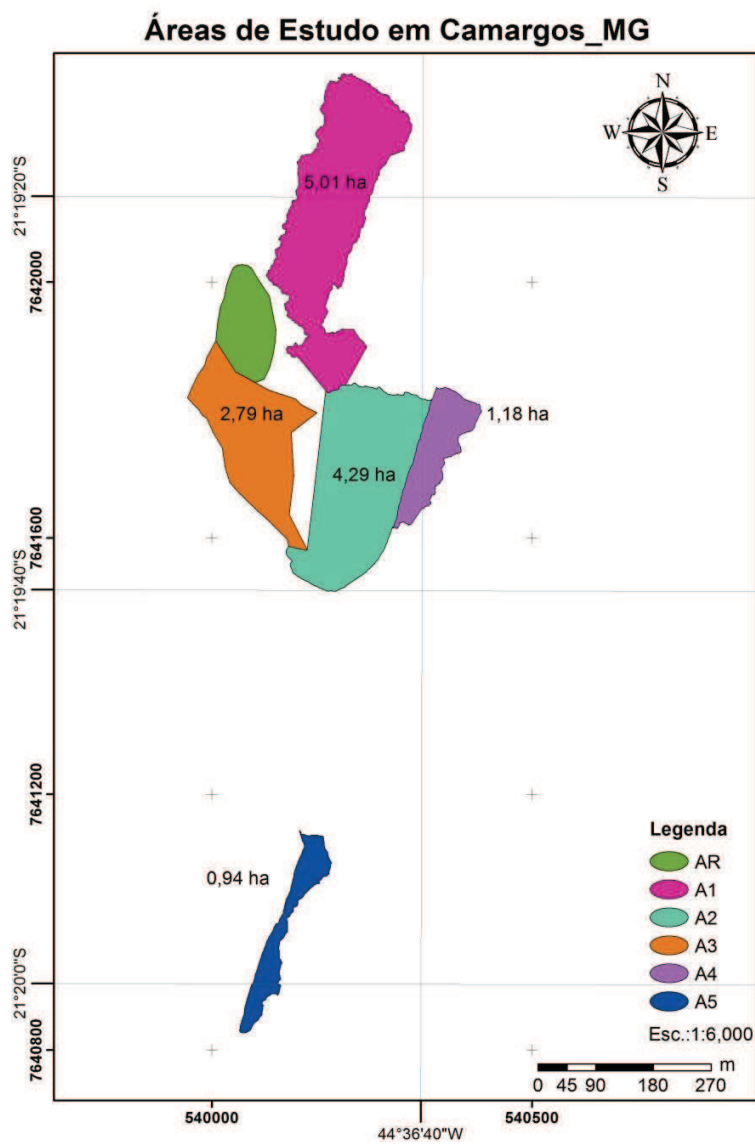 Áreas de Estudo em Camargos_MG
N
W E
S
21°19'20"S
5,01 ha
7642000
2,79 ha
1,18 ha
4,29 ha
7641600
21°19'40"S
7641200
0,94 ha
Legenda
AR
A1
A2
A3
A4
A5
21°20'0"S
Esc.:1:6,000
7640800
m
0 45 90 180 270
540000
540500
44°36'40"W